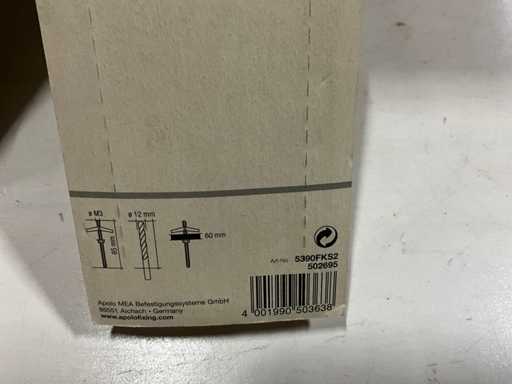 ø M3
ø 12 mm
85 mm
60 mm
Art-No. 5390FKS2
502695
Apolo MEA Befestigungssysteme GmbH
86551 Aichach • Germany
www.apolofixing.com
4 001990 503638